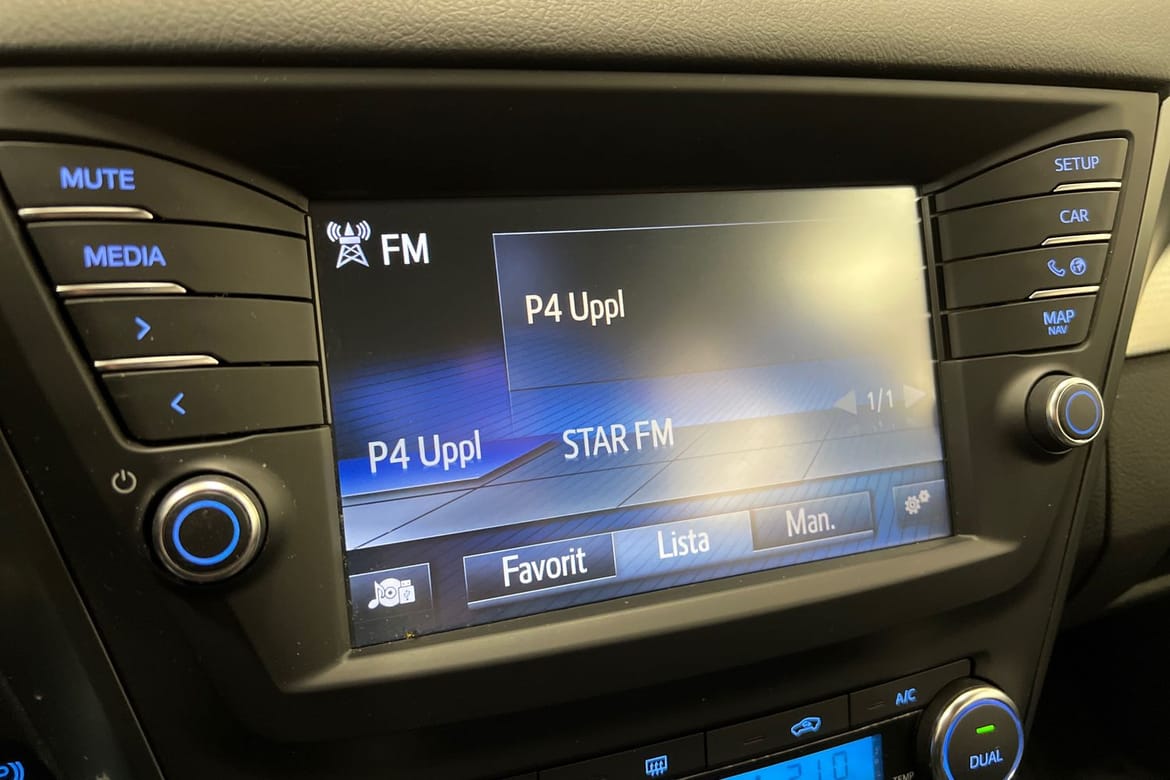 MUTE
MEDIA
FM
P4 Uppl
1/1
P4 Uppl
STAR FM
Favorit
Lista
Man.
SETUP
CAR
MAP
NAV
A/C
DUAL
TEMP